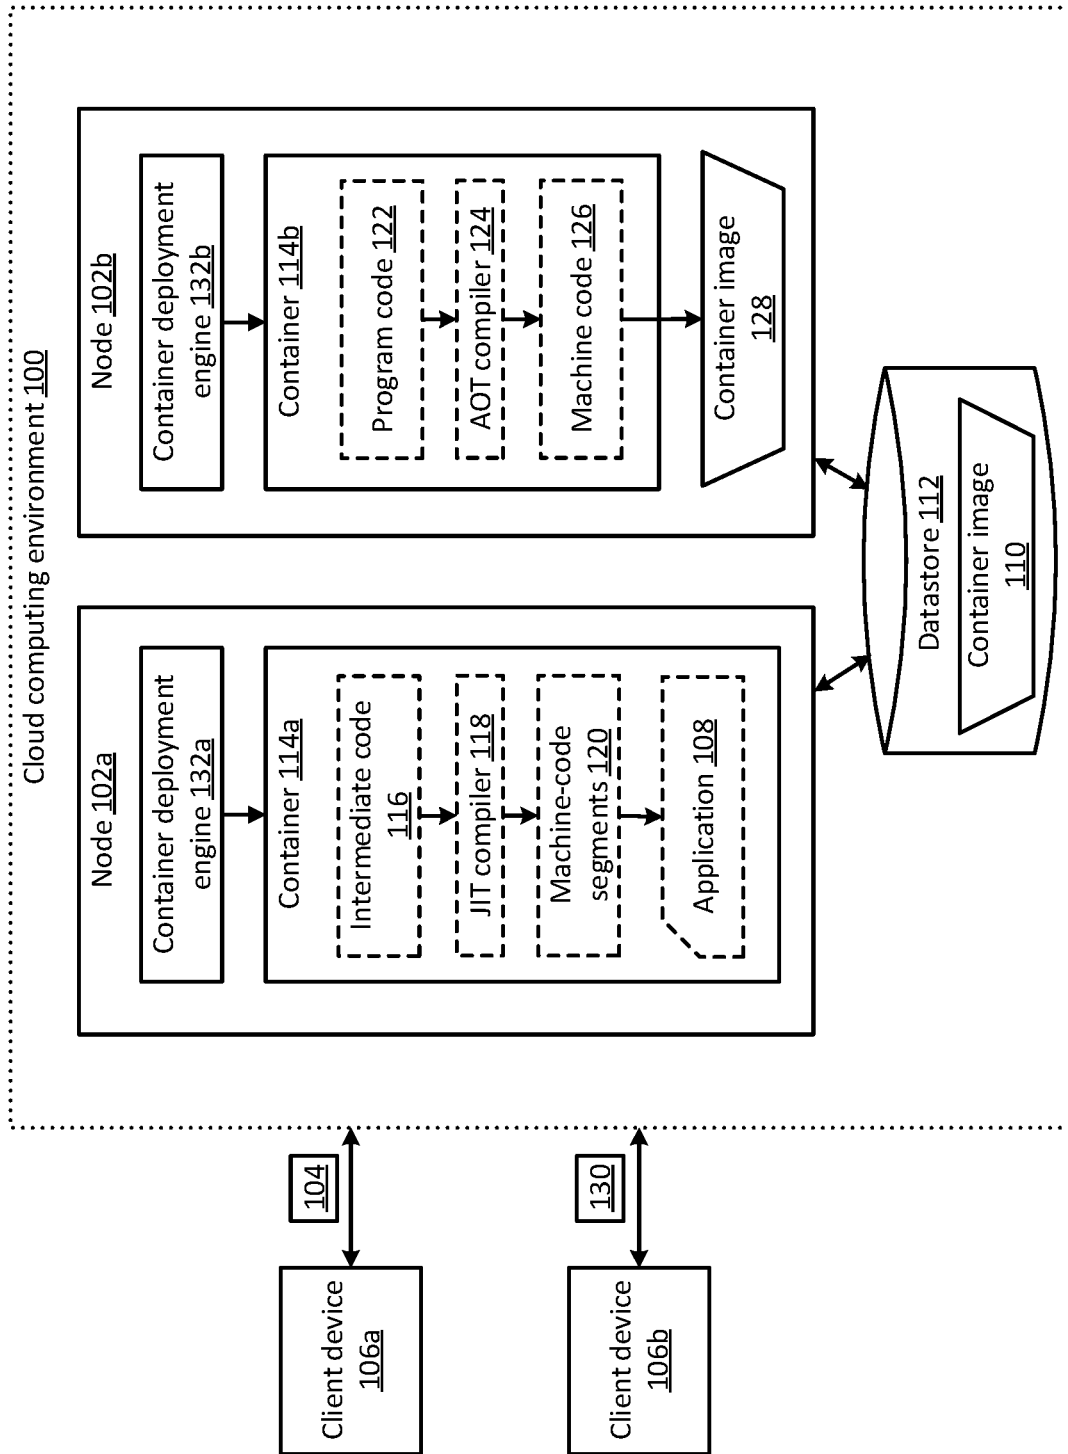 Cloud computing environment 100
Client device
106a
104
Client device
106b
130
Node 102a
Container deployment
engine 132a
Container 114a
Intermediate code
116
JIT compiler 118
Machine-code
segments 120
Application 108
Node 102b
Container deployment
engine 132b
Container 114b
Program code 122
AOT compiler 124
Machine code 126
Container image
128
Datastore 112
Container image
110